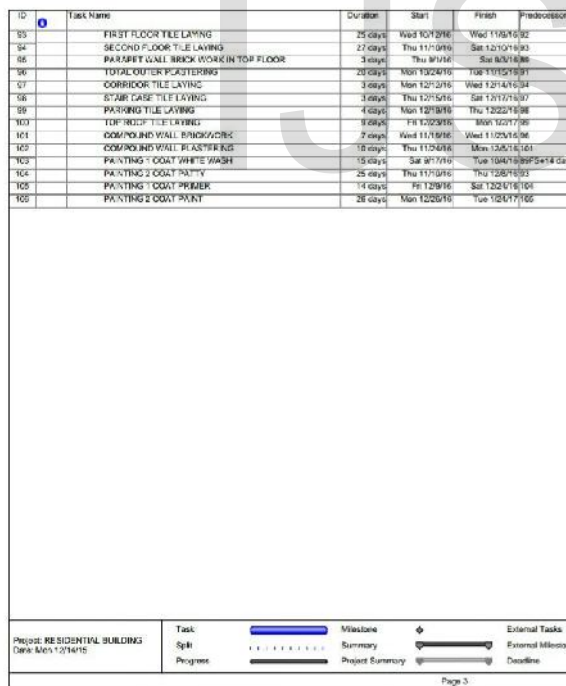 ID Task Name Duration Start Finish Predecessor
93 FIRST FLOOR TILE LAYING 25 days Wed 10/12/16 Wed 11/9/16 92
94 SECOND FLOOR TILE LAYING 27 days Thu 11/10/16 Sat 12/10/16 93
95 PARAPET WALL BRICK WORK IN TOP FLOOR 3 days Thu 9/1/16 Sat 9/3/16 89
96 TOTAL OUTER PLASTERING 20 days Mon 10/24/16 Tue 11/15/16 91
97 CORRIDOR TILE LAYING 3 days Mon 12/12/16 Wed 12/14/16 94
98 STAIR CASE TILE LAYING 3 days Thu 12/15/16 Sat 12/17/16 97
99 PARKING TILE LAYING 4 days Mon 12/19/16 Thu 12/22/16 98
100 TOP ROOF TILE LAYING 9 days Fri 12/23/16 Mon 1/2/17 99
101 COMPOUND WALL BRICKWORK 7 days Wed 11/16/16 Wed 11/23/16 96
102 COMPOUND WALL PLASTERING 10 days Thu 11/24/16 Mon 12/5/16 101
103 PAINTING 1 COAT WHITE WASH 15 days Sat 9/17/16 Tue 10/4/16 89FS+14 da
104 PAINTING 2 COAT PATTY 25 days Thu 11/10/16 Thu 12/8/16 93
105 PAINTING 1 COAT PRIMER 14 days Fri 12/9/16 Sat 12/24/16 104
106 PAINTING 2 COAT PAINT 26 days Mon 12/26/16 Tue 1/24/17 105
Project: RESIDENTIAL BUILDING
Date: Mon 12/14/15
Task Milestone External Tasks
Split Summary External Milesto
Progress Project Summary Deadline
Page 3